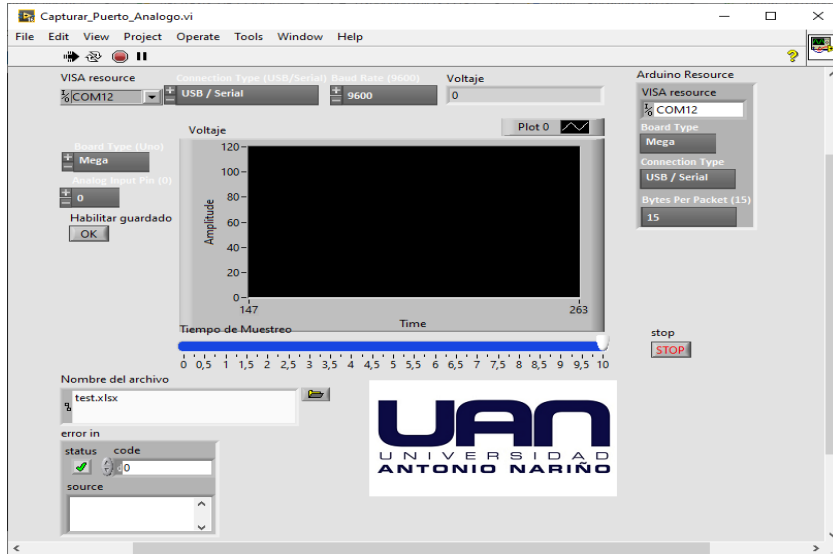 Capturar_Puerto_Analogo.vi
File Edit View Project Operate Tools Window Help
VISA resource
COM12
Connection Type (USB/Serial)
USB / Serial
Baud Rate (9600)
9600
Voltaje
0
Arduino Resource
VISA resource
COM12
Board Type
Mega
Connection Type
USB / Serial
Bytes Per Packet (15)
15
Board Type (Uno)
Mega
Analog Input Pin (0)
0
Habilitar guardado
OK
Voltaje
Plot 0
Amplitude
120
100
80
60
40
20
0
147
263
Time
Tiempo de Muestreo
0 0,5 1 1,5 2 2,5 3 3,5 4 4,5 5 5,5 6 6,5 7 7,5 8 8,5 9 9,5 10
stop
STOP
Nombre del archivo
test.xlsx
error in
status
code
0
source
UAN
UNIVERSIDAD
ANTONIO NARIÑO